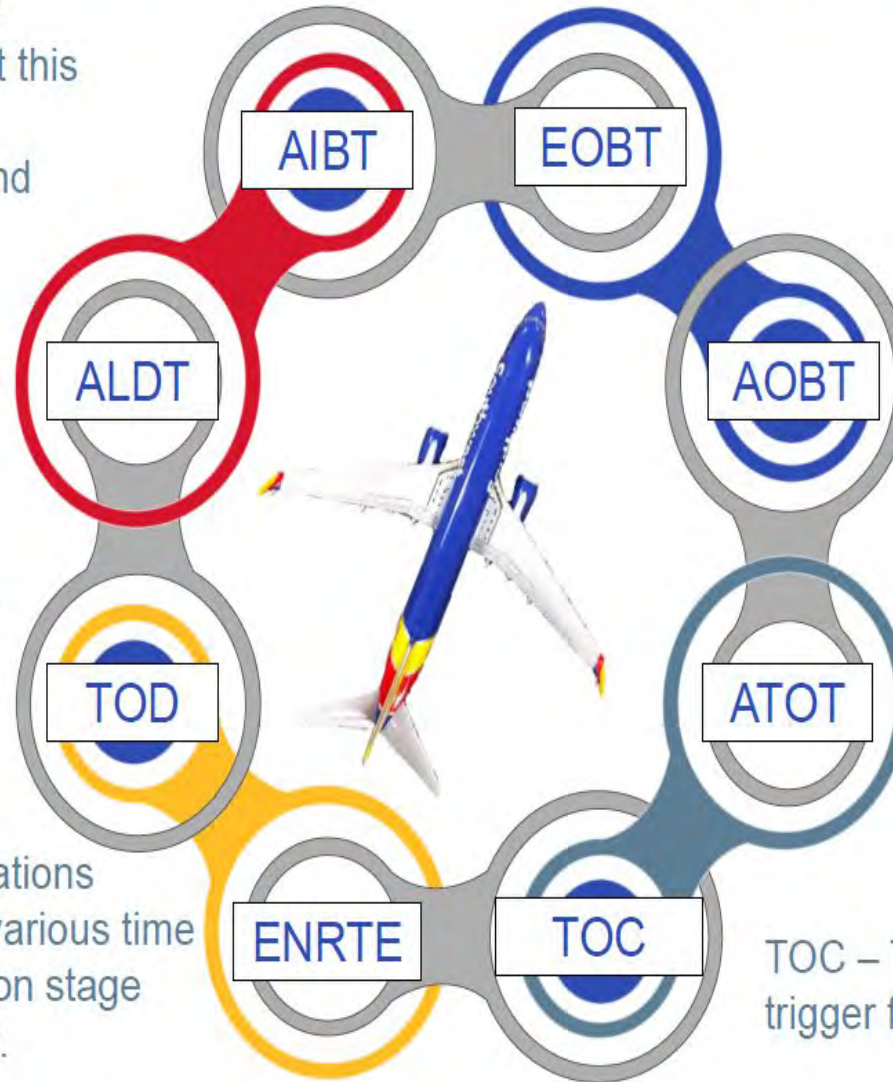 t this
nd
AIBT
EOBT
ALDT
AOBT
TOD
ATOT
ations
various time
on stage
.
ENRTE
TOC
TOC –
trigger f